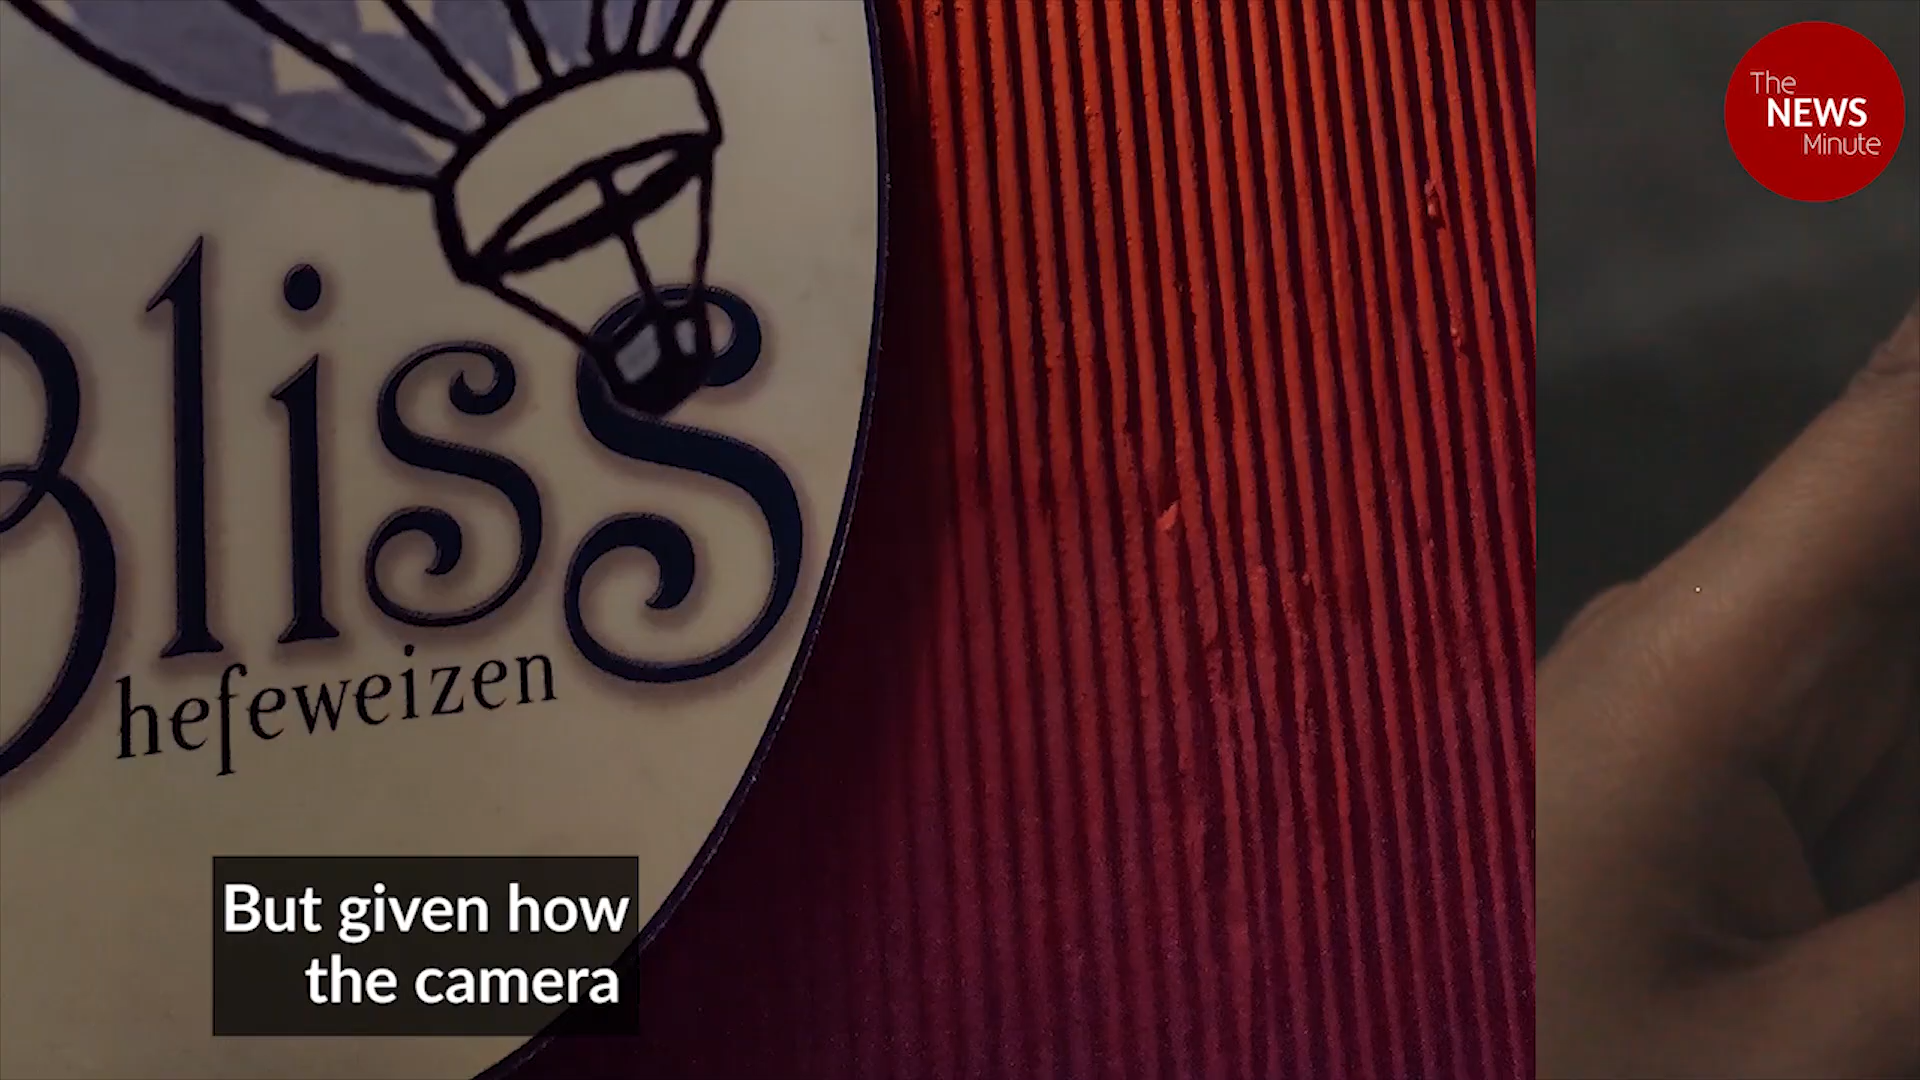 The
NEWS
Minute
Bliss
hefeweizen
But given how
the camera